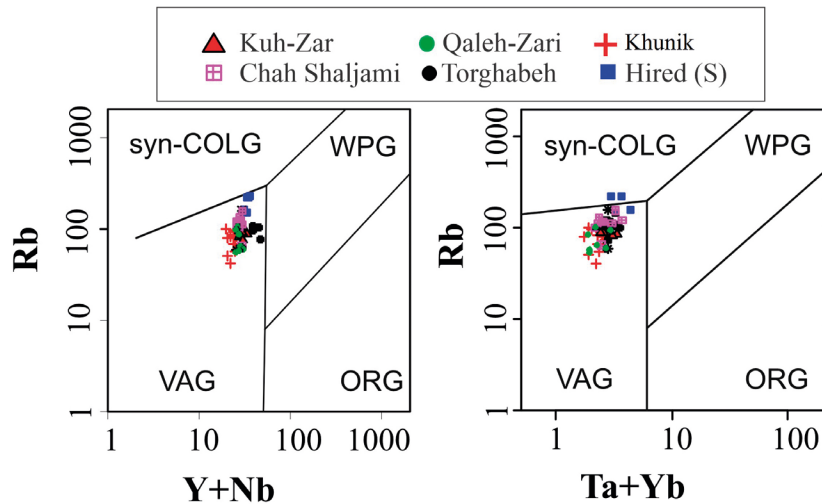 Kuh-Zar Qaleh-Zari Khunik
Chah Shaljami Torghabeh Hired (S)
syn-COLG WPG
VAG ORG
Rb
1000
100
10
1
1 10 100 1000
Y+Nb
syn-COLG WPG
VAG ORG
Rb
1000
100
10
1
1 10 100
Ta+Yb